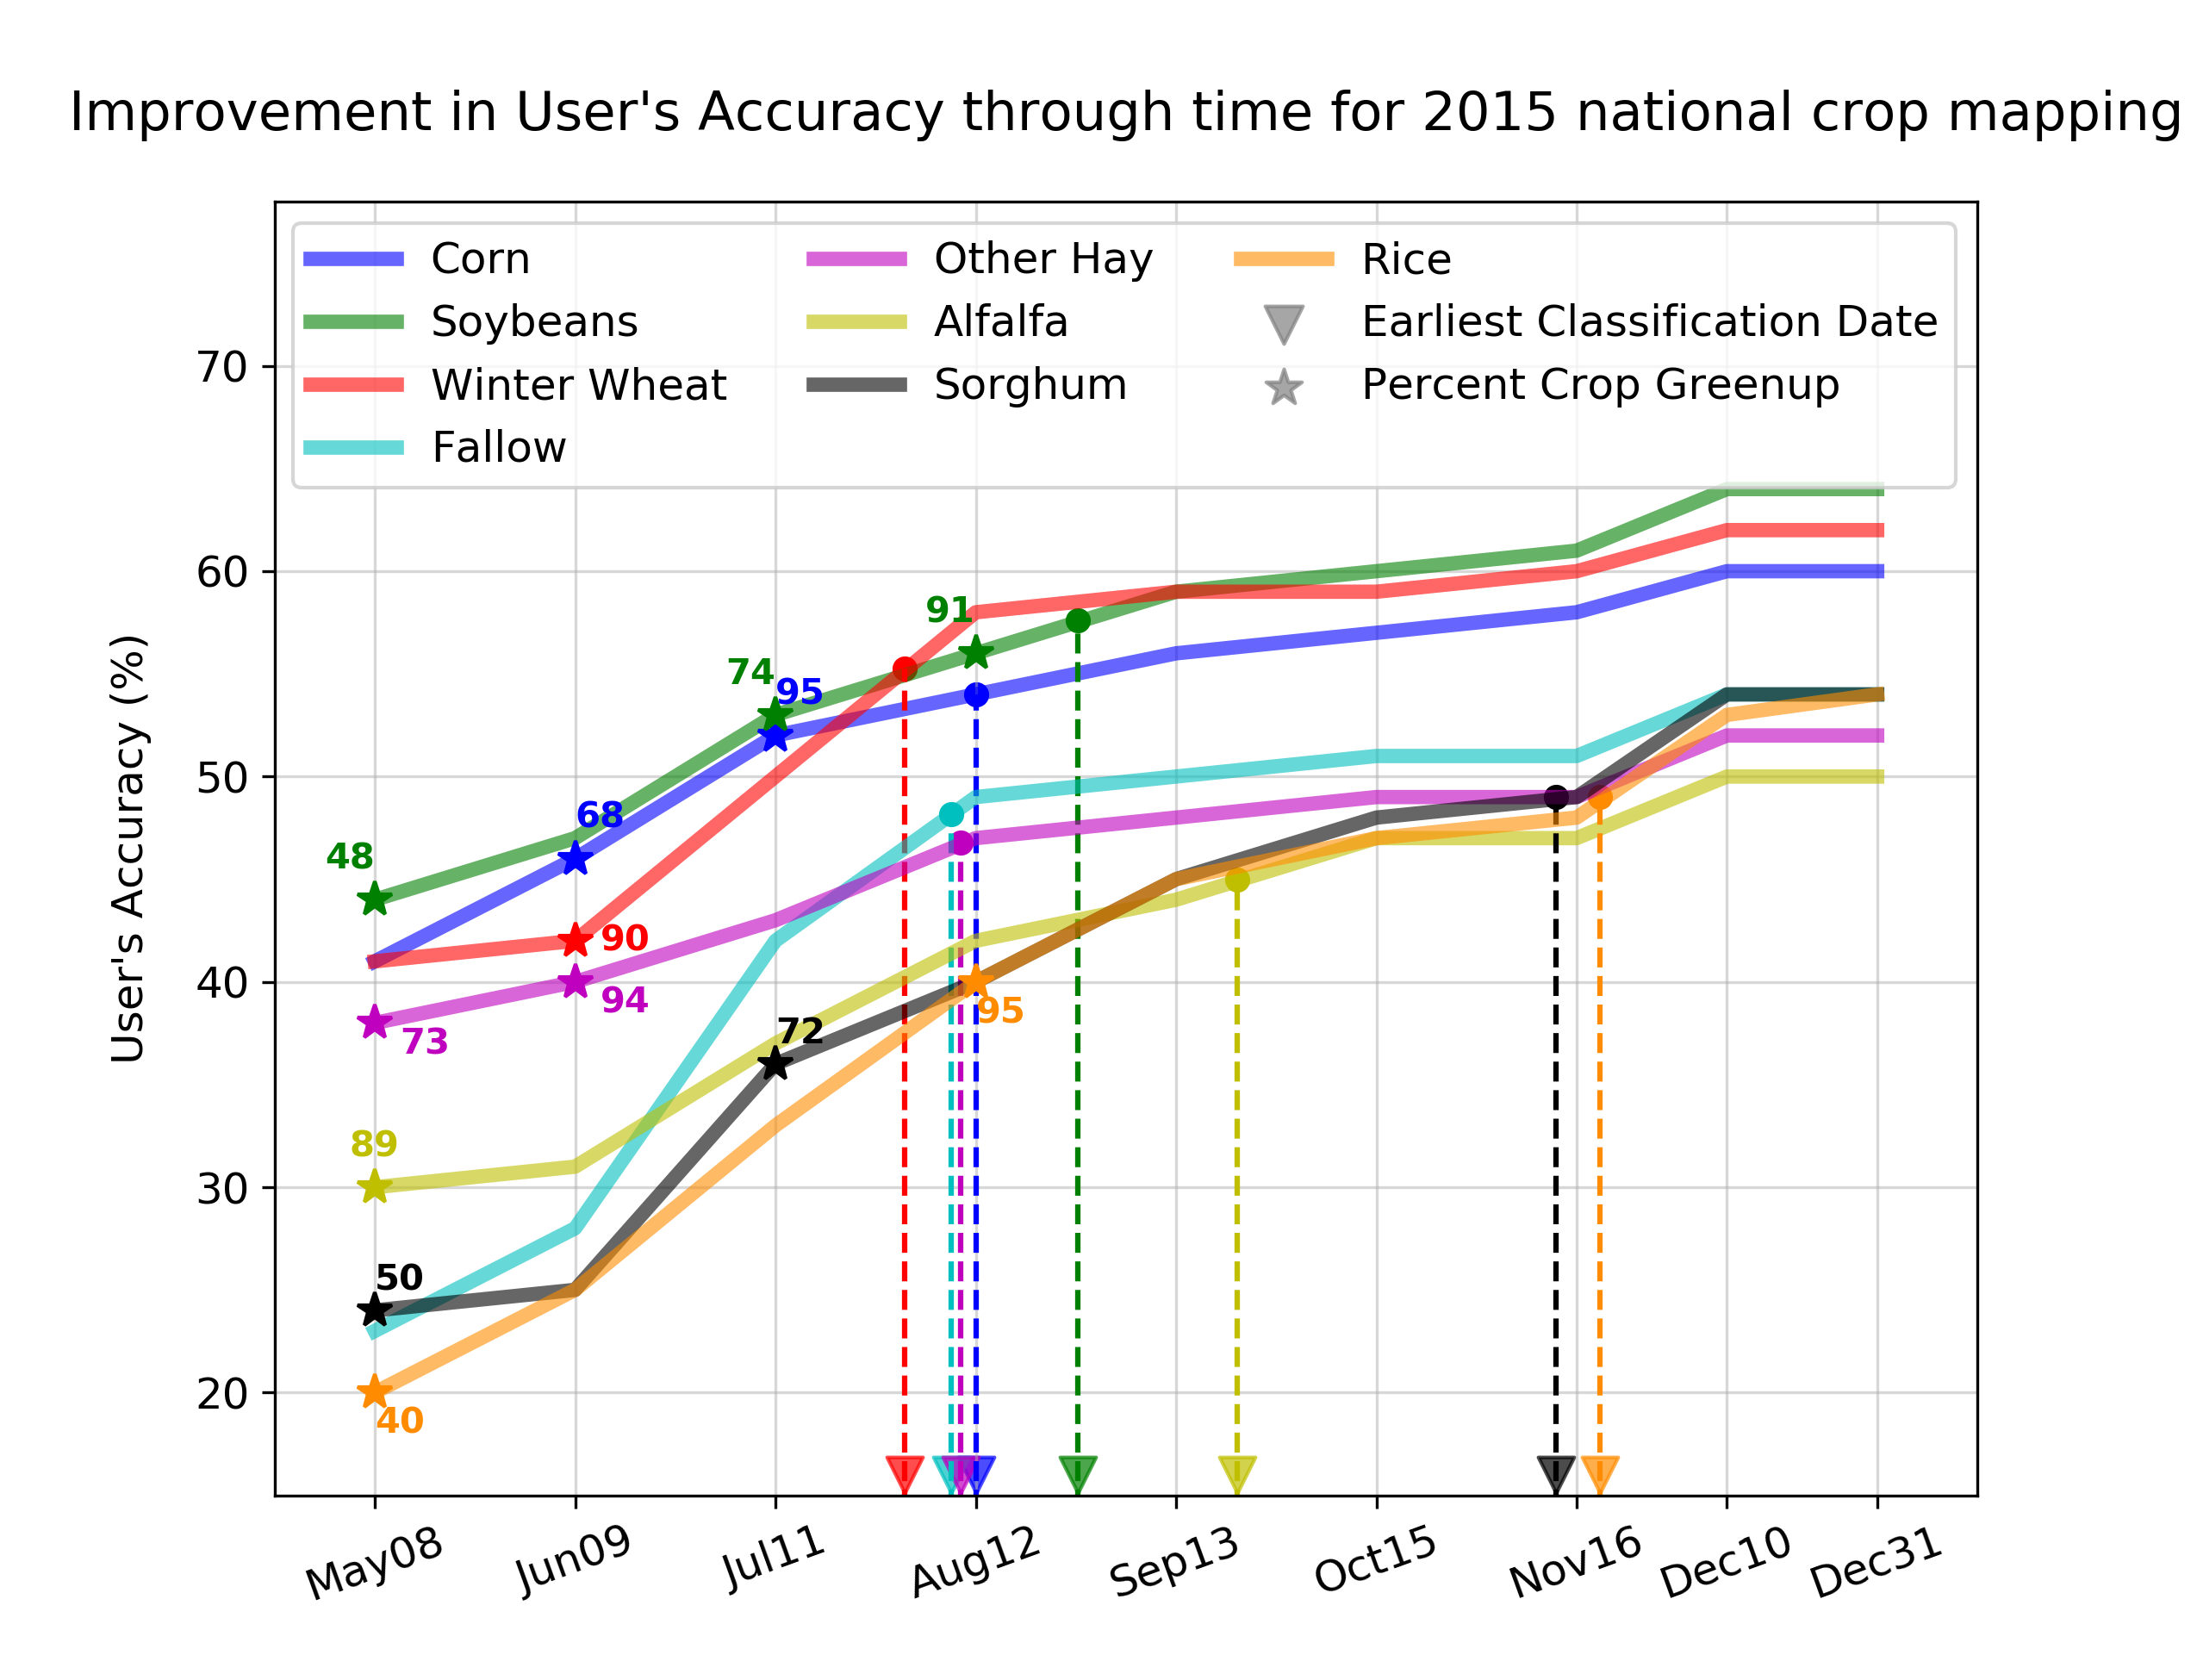 Improvement in User's Accuracy through time for 2015 national crop mapping
Corn
Soybeans
Winter Wheat
Fallow
Other Hay
Alfalfa
Sorghum
Rice
Earliest Classification Date
Percent Crop Greenup
User's Accuracy (%)
70
60
50
40
30
20
91
74
95
68
48
90
94
73
72
95
89
50
40
May08
Jun09
Jul11
Aug12
Sep13
Oct15
Nov16
Dec10
Dec31